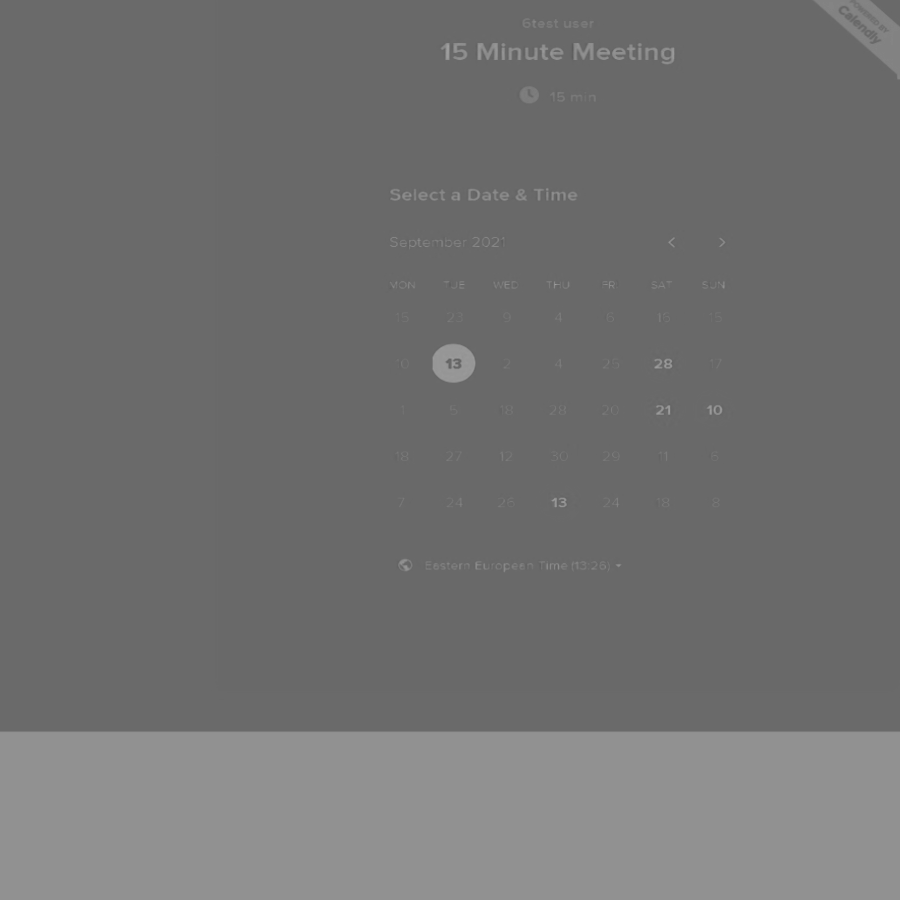 6test user
15 Minute Meeting
15 min
POWERED BY
Calendly
Select a Date & Time
September 2021
MON TUE WED THU FRI SAT SUN
15 23 9 4 6 15 15
10 13 2 4 25 28 17
1 5 18 28 20 21 10
18 27 12 30 29 11 6
7 24 26 13 24 18 8
Eastern European Time (13:26)